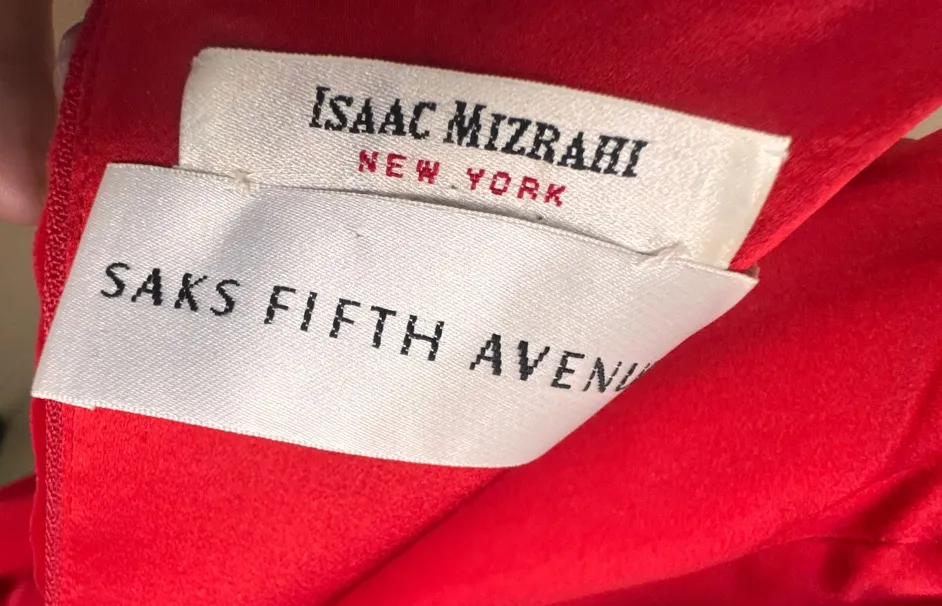 ISAAC MIZRAHI
NEW YORK
SAKS FIFTH